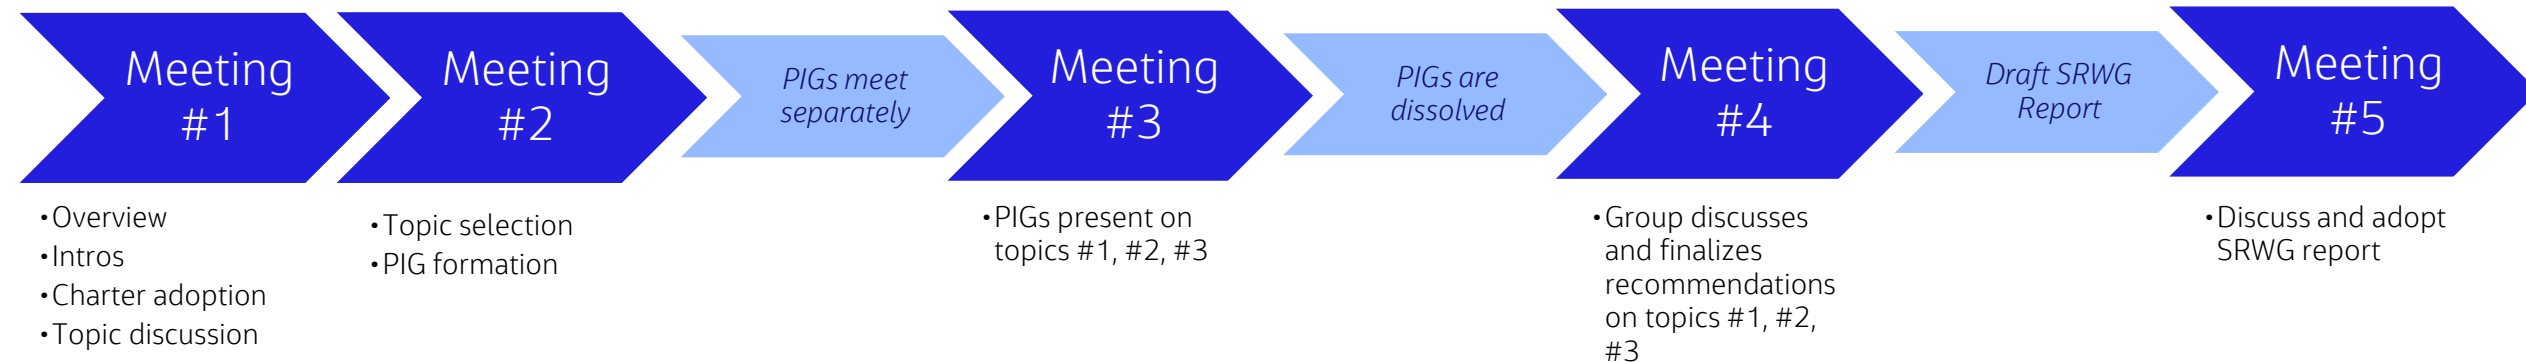 Meeting
#1
Meeting
#2
PIGs meet
separately
Meeting
#3
PIGs are
dissolved
Meeting
#4
Draft SRWG
Report
Meeting
#5
•Overview
•Intros
•Charter adoption
•Topic discussion
•Topic selection
•PIG formation
•PIGs present on
topics #1, #2, #3
•Group discusses
and finalizes
recommendations
on topics #1, #2,
#3
•Discuss and adopt
SRWG report